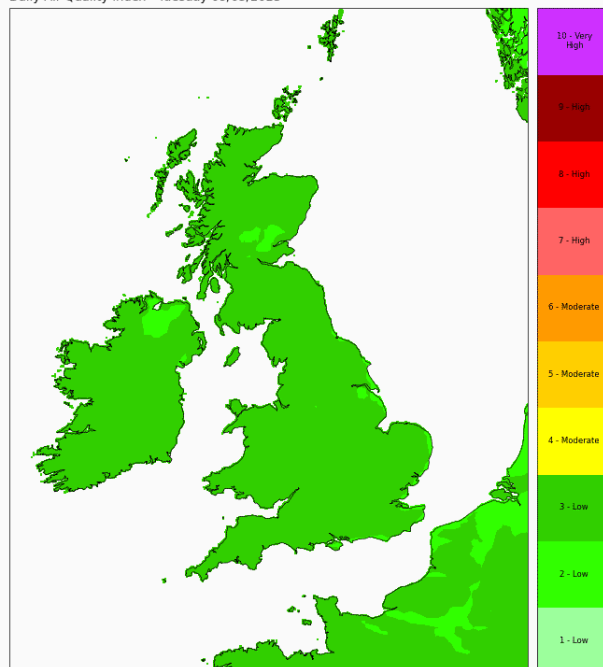 10 - Very
High
9 - High
8 - High
7 - High
6 - Moderate
5 - Moderate
4 - Moderate
3 - Low
2 - Low
1 - Low